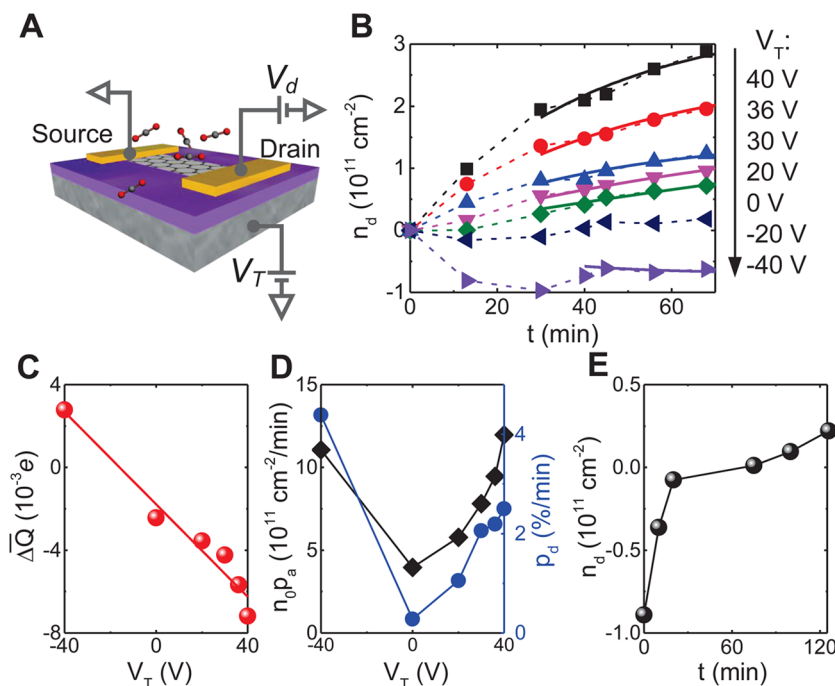 A
V_d
Source
Drain
V_T
B
n_d (10^11 cm^-2)
3
2
1
0
-1
0 20 40 60
t (min)
V_T:
40 V
36 V
30 V
20 V
0 V
-20 V
-40 V
C
ΔQ̅ (10^-3e)
4
0
-4
-8
-40 0 40
V_T (V)
D
n_0p_a (10^11 cm^-2/min)
15
10
5
0
-40 0 40
V_T (V)
4
2
0
p_d (%/min)
E
n_d (10^11 cm^-2)
0.5
0.0
-0.5
-1.0
0 60 120
t (min)